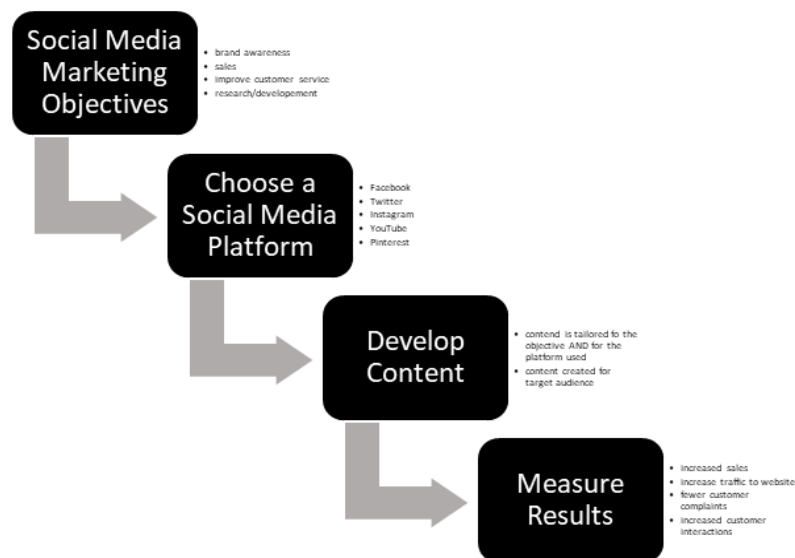 Social Media
Marketing
Objectives
• brand awareness
• sales
• improve customer service
• research/developement
Choose a
Social Media
Platform
• Facebook
• Twitter
• Instagram
• YouTube
• Pinterest
Develop
Content
• contend is tailored fo the
objective AND for the
platform used
• content created for
target audience
Measure
Results
• increased sales
• increase traffic to website
• fewer customer
complaints
• increased customer
interactions